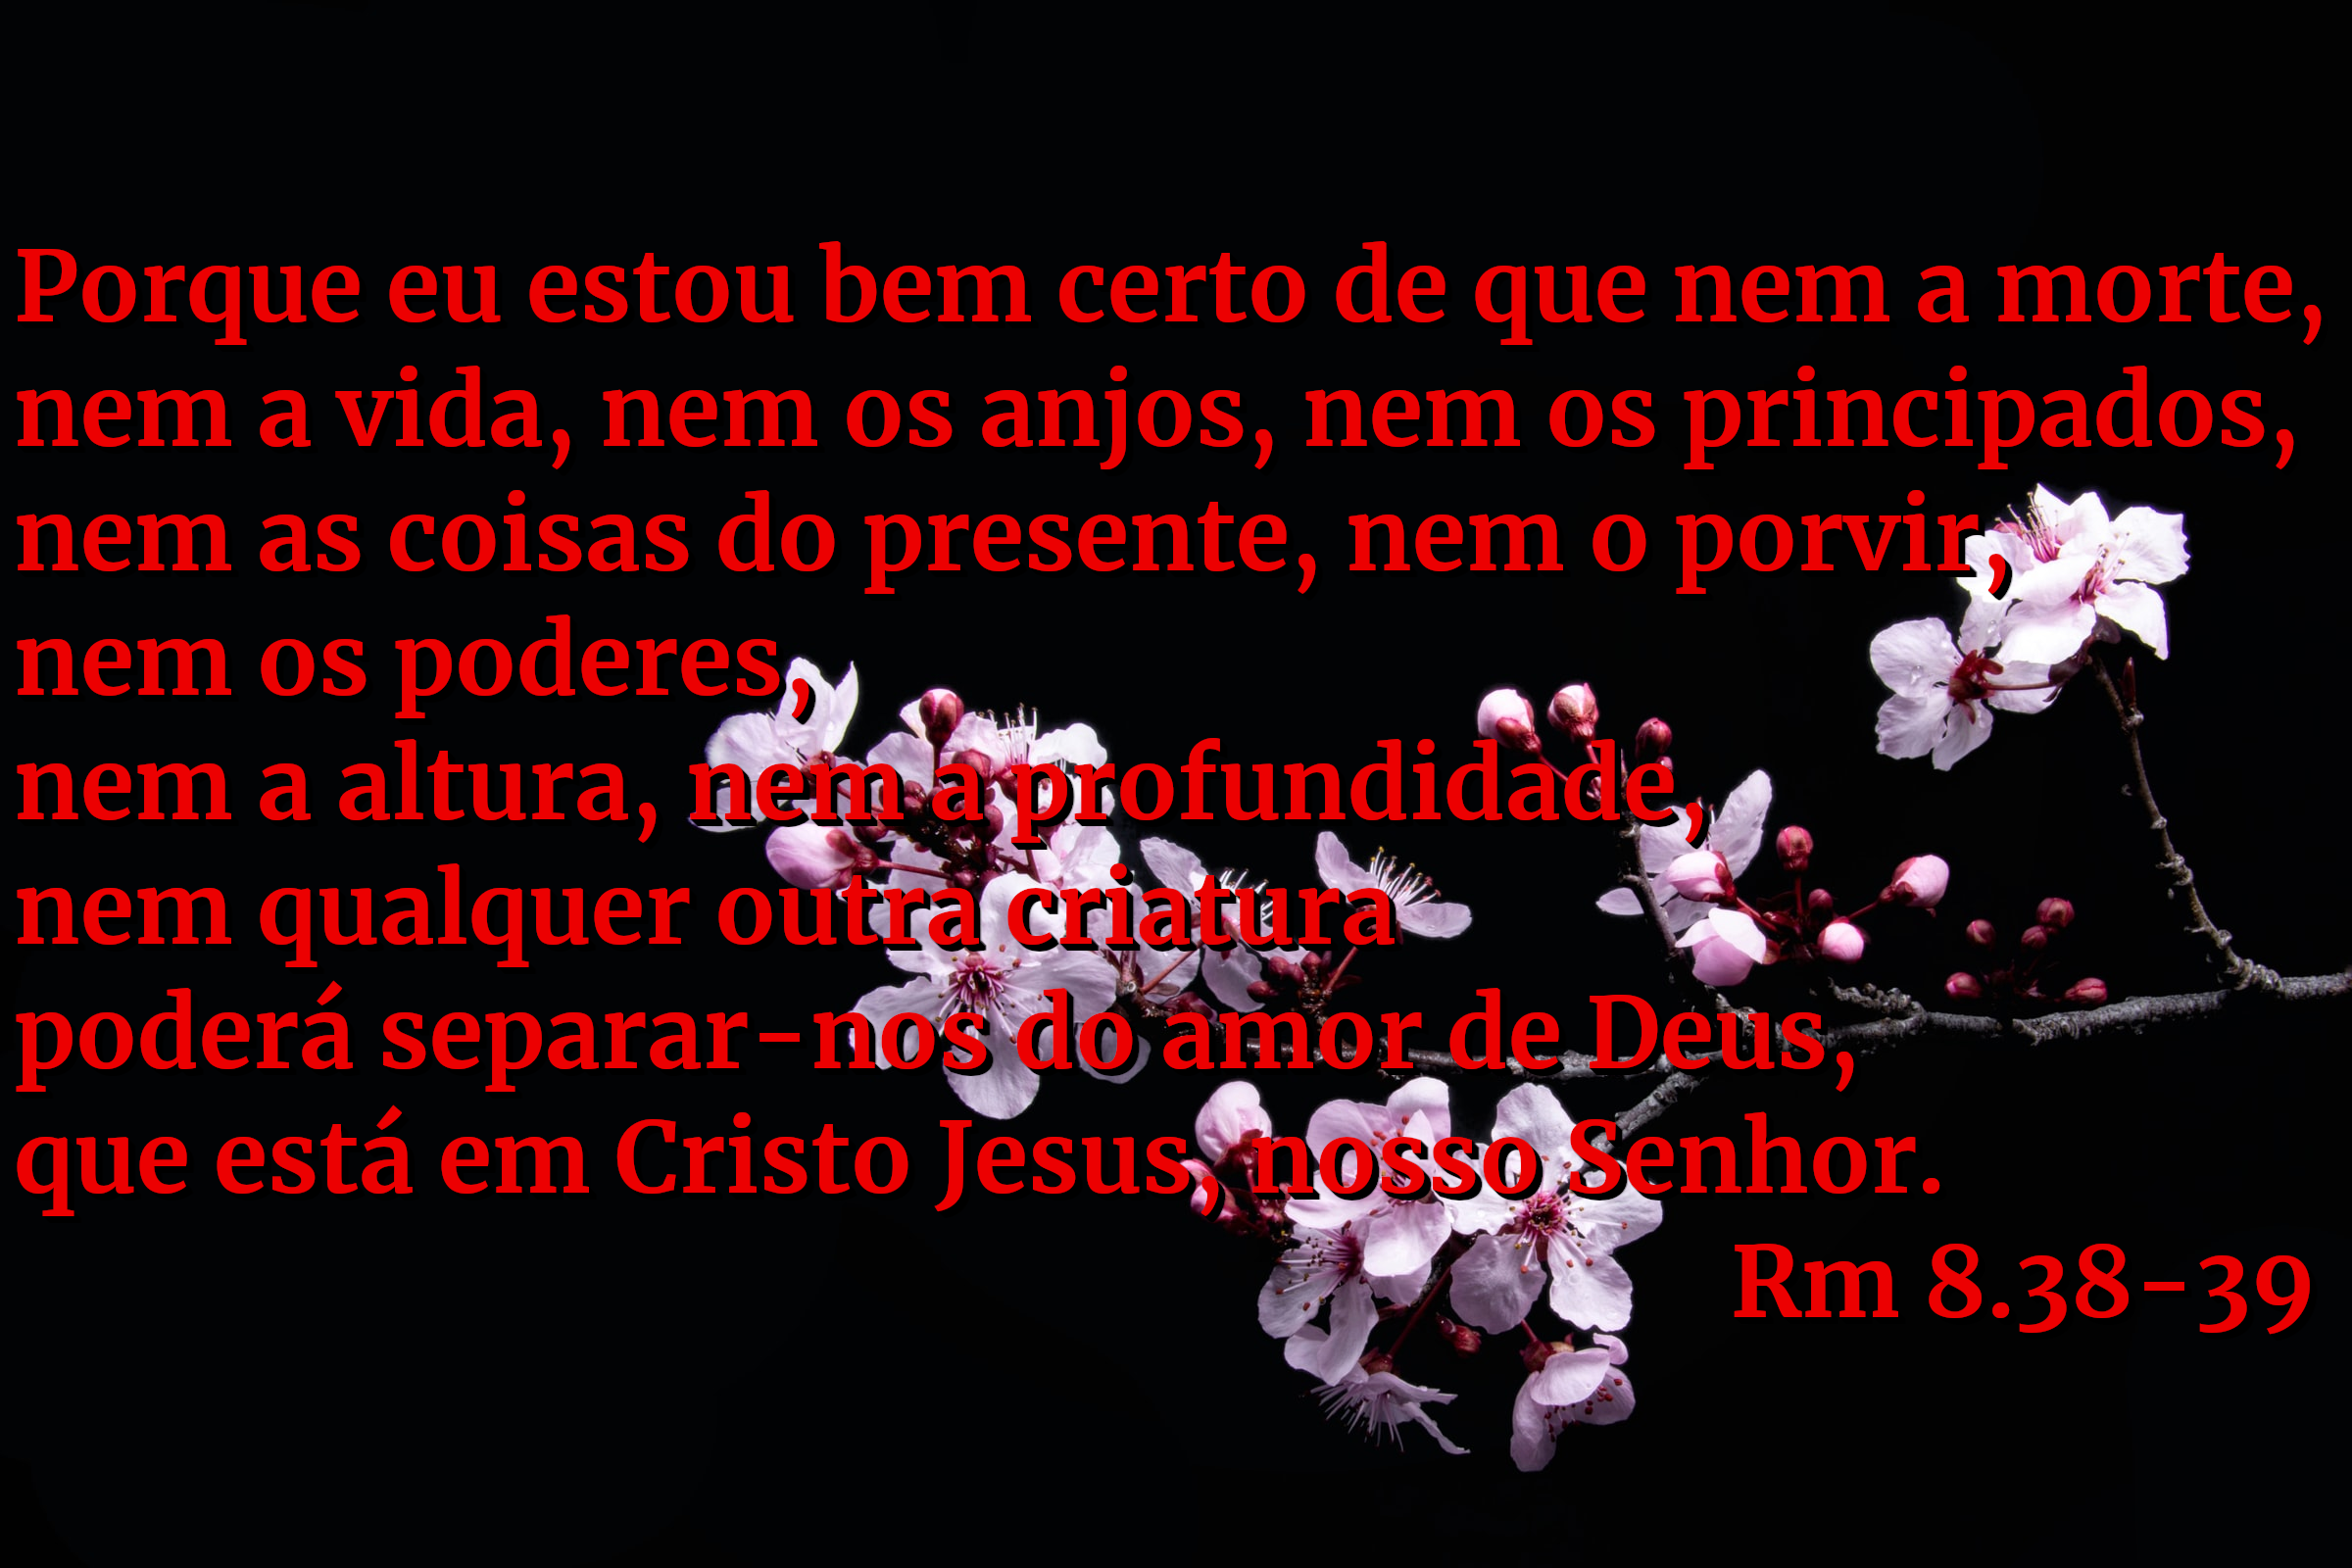 Porque eu estou bem certo de que nem a morte,
nem a vida, nem os anjos, nem os principados,
nem as coisas do presente, nem o porvir,
nem os poderes,
nem a altura, nem a profundidade,
nem qualquer outra criatura
poderá separar-nos do amor de Deus,
que está em Cristo Jesus, nosso Senhor.
Rm 8.38-39